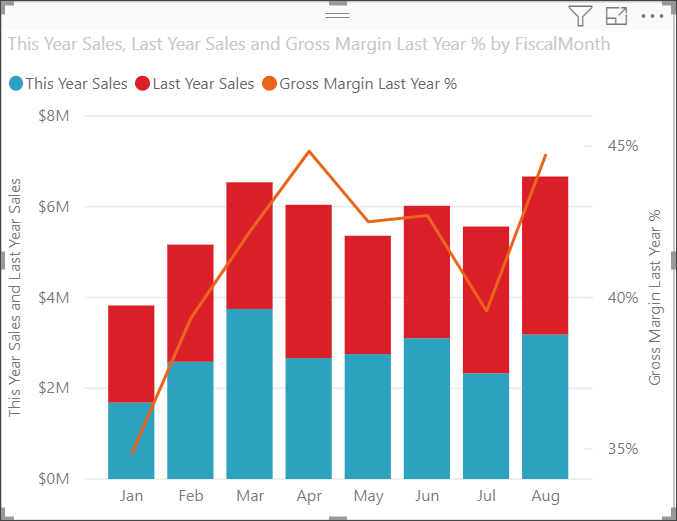 This Year Sales, Last Year Sales and Gross Margin Last Year % by FiscalMonth
This Year Sales Last Year Sales Gross Margin Last Year %
This Year Sales and Last Year Sales
$8M
$6M
$4M
$2M
$0M
45%
40%
35%
Gross Margin Last Year %
Jan Feb Mar Apr May Jun Jul Aug